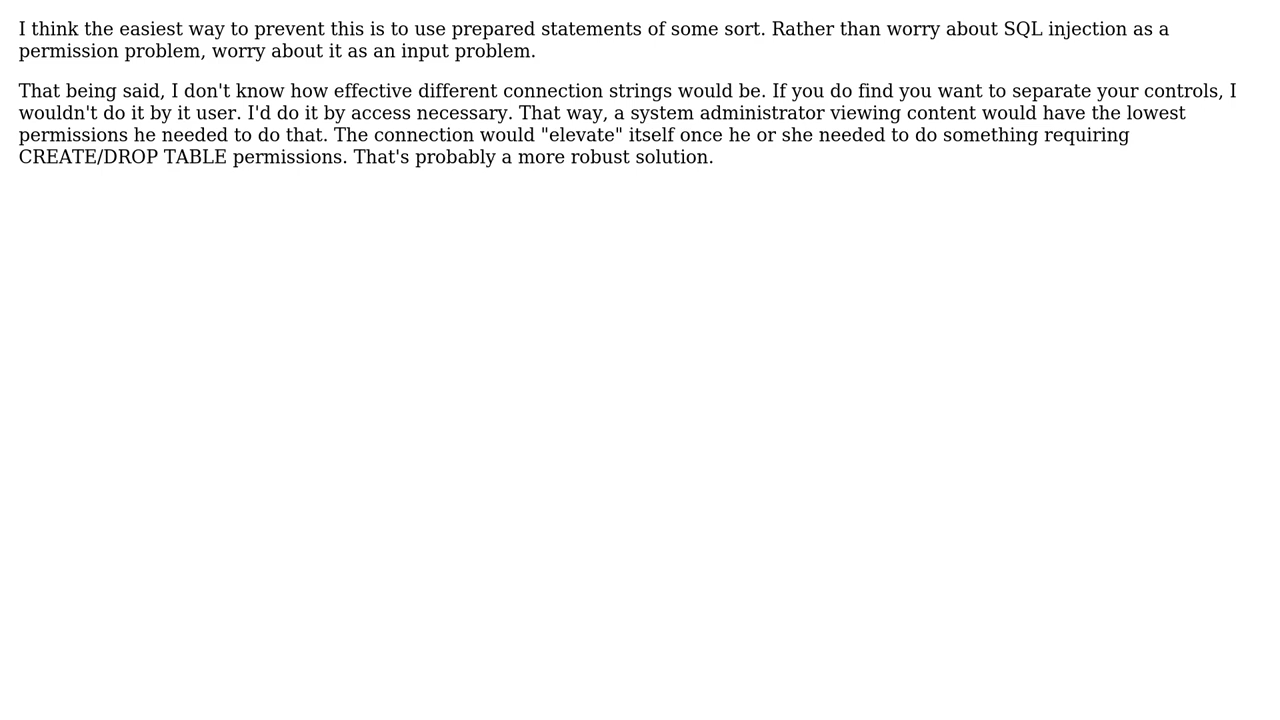 I think the easiest way to prevent this is to use prepared statements of some sort. Rather than worry about SQL injection as a
permission problem, worry about it as an input problem.
That being said, I don't know how effective different connection strings would be. If you do find you want to separate your controls, I
wouldn't do it by it user. I'd do it by access necessary. That way, a system administrator viewing content would have the lowest
permissions he needed to do that. The connection would "elevate" itself once he or she needed to do something requiring
CREATE/DROP TABLE permissions. That's probably a more robust solution.